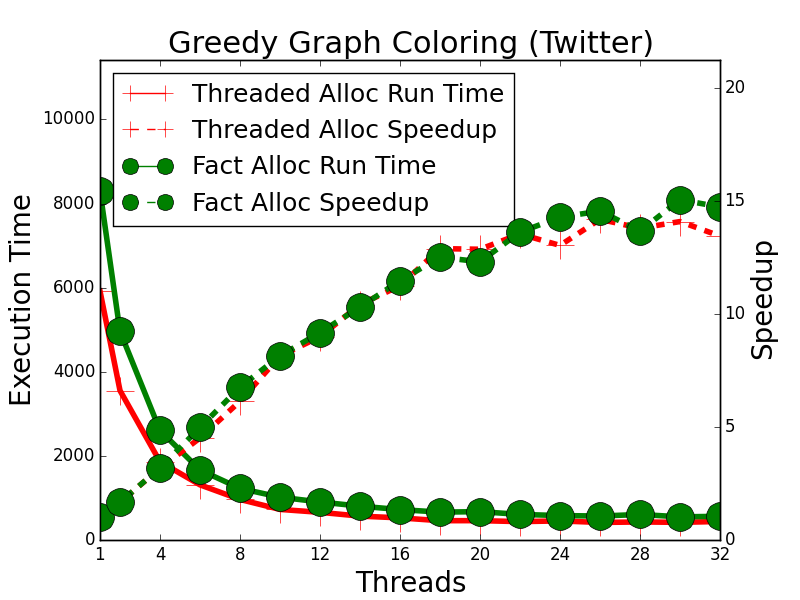 Greedy Graph Coloring (Twitter)
Threaded Alloc Run Time
Threaded Alloc Speedup
Fact Alloc Run Time
Fact Alloc Speedup
Execution Time
10000
8000
6000
4000
2000
0
20
15
10
5
0
Speedup
1 4 8 12 16 20 24 28 32
Threads